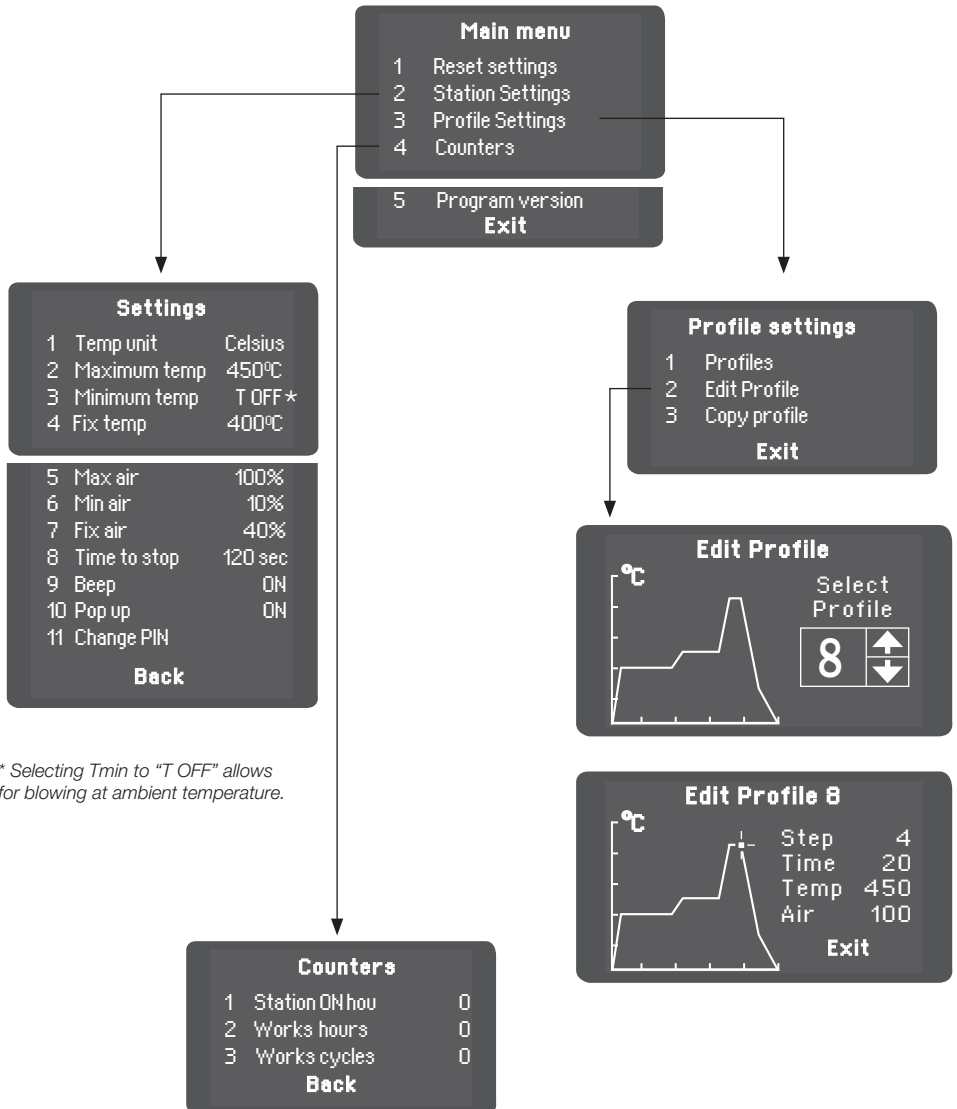 Main menu
1 Reset settings
2 Station Settings
3 Profile Settings
4 Counters
5 Program version
Exit
Settings
1 Temp unit Celsius
2 Maximum temp 450ºC
3 Minimum temp T OFF*
4 Fix temp 400ºC
5 Max air 100%
6 Min air 10%
7 Fix air 40%
8 Time to stop 120 sec
9 Beep ON
10 Pop up ON
11 Change PIN
Back
* Selecting Tmin to “T OFF” allows
for blowing at ambient temperature.
Profile settings
1 Profiles
2 Edit Profile
3 Copy profile
Exit
Edit Profile
ºC
Select
Profile
8
Edit Profile 8
ºC
Step 4
Time 20
Temp 450
Air 100
Exit
Counters
1 Station ON hou 0
2 Works hours 0
3 Works cycles 0
Back